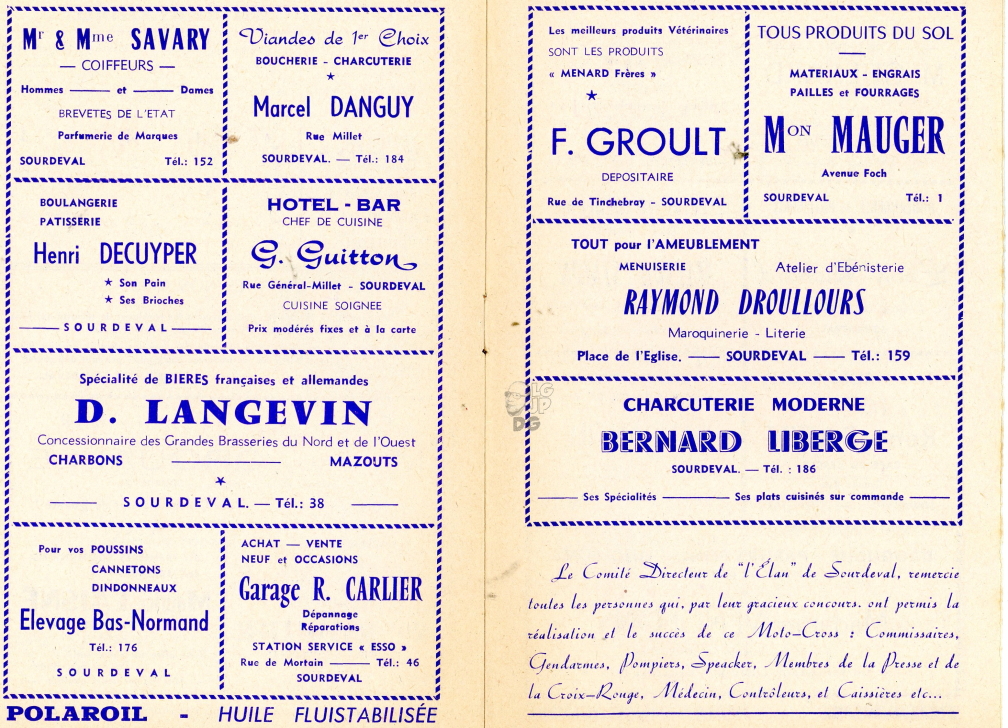 Mr & Mme SAVARY
— COIFFEURS —
Hommes —— et —— Dames
BREVETES DE L'ETAT
Parfumerie de Marques
SOURDEVAL Tél.: 152
Viandes de 1er Choix
BOUCHERIE - CHARCUTERIE
★
Marcel DANGUY
Rue Millet
SOURDEVAL. — Tél.: 184
BOULANGERIE
PATISSERIE
Henri DECUYPER
★ Son Pain
★ Ses Brioches
—— SOURDEVAL ——
HOTEL - BAR
CHEF DE CUISINE
G. Guitton
Rue Général-Millet - SOURDEVAL
CUISINE SOIGNEE
Prix modérés fixes et à la carte
Spécialité de BIERES françaises et allemandes
D. LANGEVIN
Concessionnaire des Grandes Brasseries du Nord et de l'Ouest
CHARBONS —— MAZOUTS
★
—— SOURDEVAL. — Tél.: 38 ——
Pour vos POUSSINS
CANNETONS
DINDONNEAUX
Elevage Bas-Normand
Tél.: 176
SOURDEVAL
ACHAT — VENTE
NEUF et OCCASIONS
Garage R. CARLIER
Dépannage
Réparations
STATION SERVICE « ESSO »
Rue de Mortain —— Tél.: 46
SOURDEVAL
POLAROIL - HUILE FLUISTABILISÉE
Les meilleurs produits Vétérinaires
SONT LES PRODUITS
« MENARD Frères »
★
F. GROULT
DEPOSITAIRE
Rue de Tinchebray - SOURDEVAL
TOUS PRODUITS DU SOL
—
MATERIAUX - ENGRAIS
PAILLES et FOURRAGES
MON MAUGER
Avenue Foch
SOURDEVAL Tél.: 1
TOUT pour l'AMEUBLEMENT
MENUISERIE Atelier d'Ebénisterie
RAYMOND DROULLOURS
Maroquinerie - Literie
Place de l'Eglise. —— SOURDEVAL —— Tél.: 159
CHARCUTERIE MODERNE
BERNARD LIBERGE
SOURDEVAL. — Tél. : 186
—— Ses Spécialités —— Ses plats cuisinés sur commande ——
Le Comité Directeur de "l'Élan" de Sourdeval, remercie
toutes les personnes qui, par leur gracieux concours. ont permis la
réalisation et le succès de ce Moto-Cross : Commissaires,
Gendarmes, Pompiers, Speacker, Membres de la Presse et de
la Croix-Rouge, Médecin, Contrôleurs, et Caissières etc...
LG
UP
DG